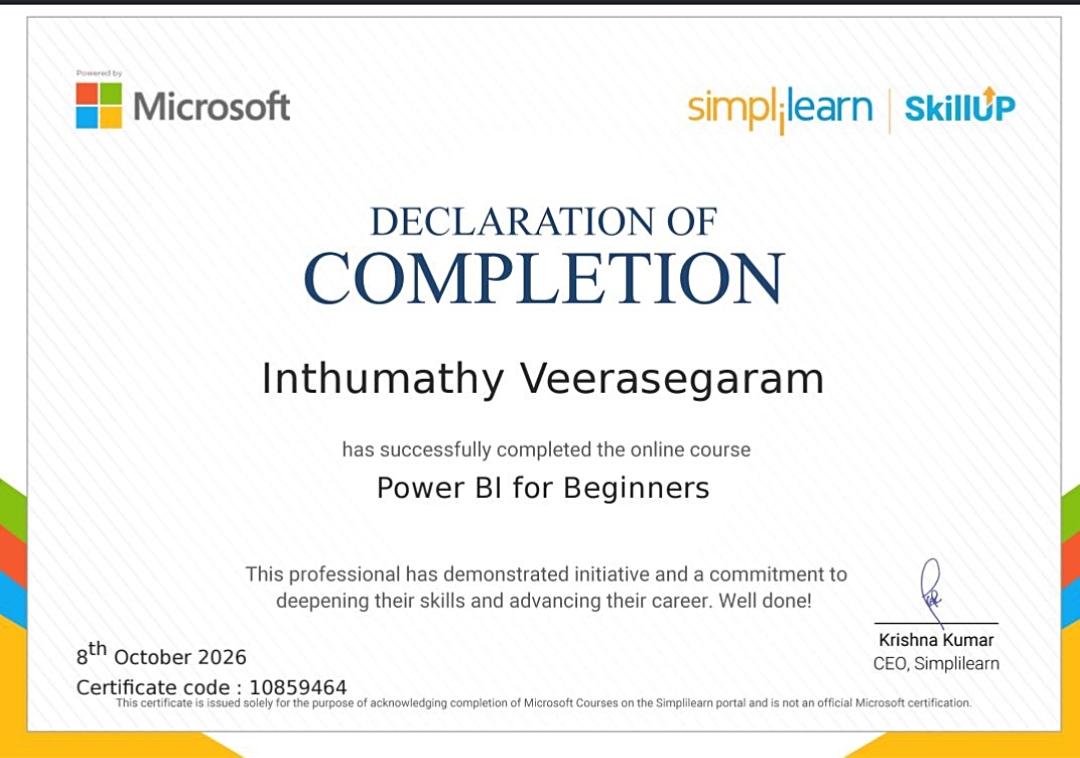 Powered by
Microsoft
simplilearn | SkillUP
DECLARATION OF
COMPLETION
Inthumathy Veerasegaram
has successfully completed the online course
Power BI for Beginners
This professional has demonstrated initiative and a commitment to
deepening their skills and advancing their career. Well done!
Krishna Kumar
CEO, Simplilearn
8th October 2026
Certificate code : 10859464
This certificate is issued solely for the purpose of acknowledging completion of Microsoft Courses on the Simplilearn portal and is not an official Microsoft certification.